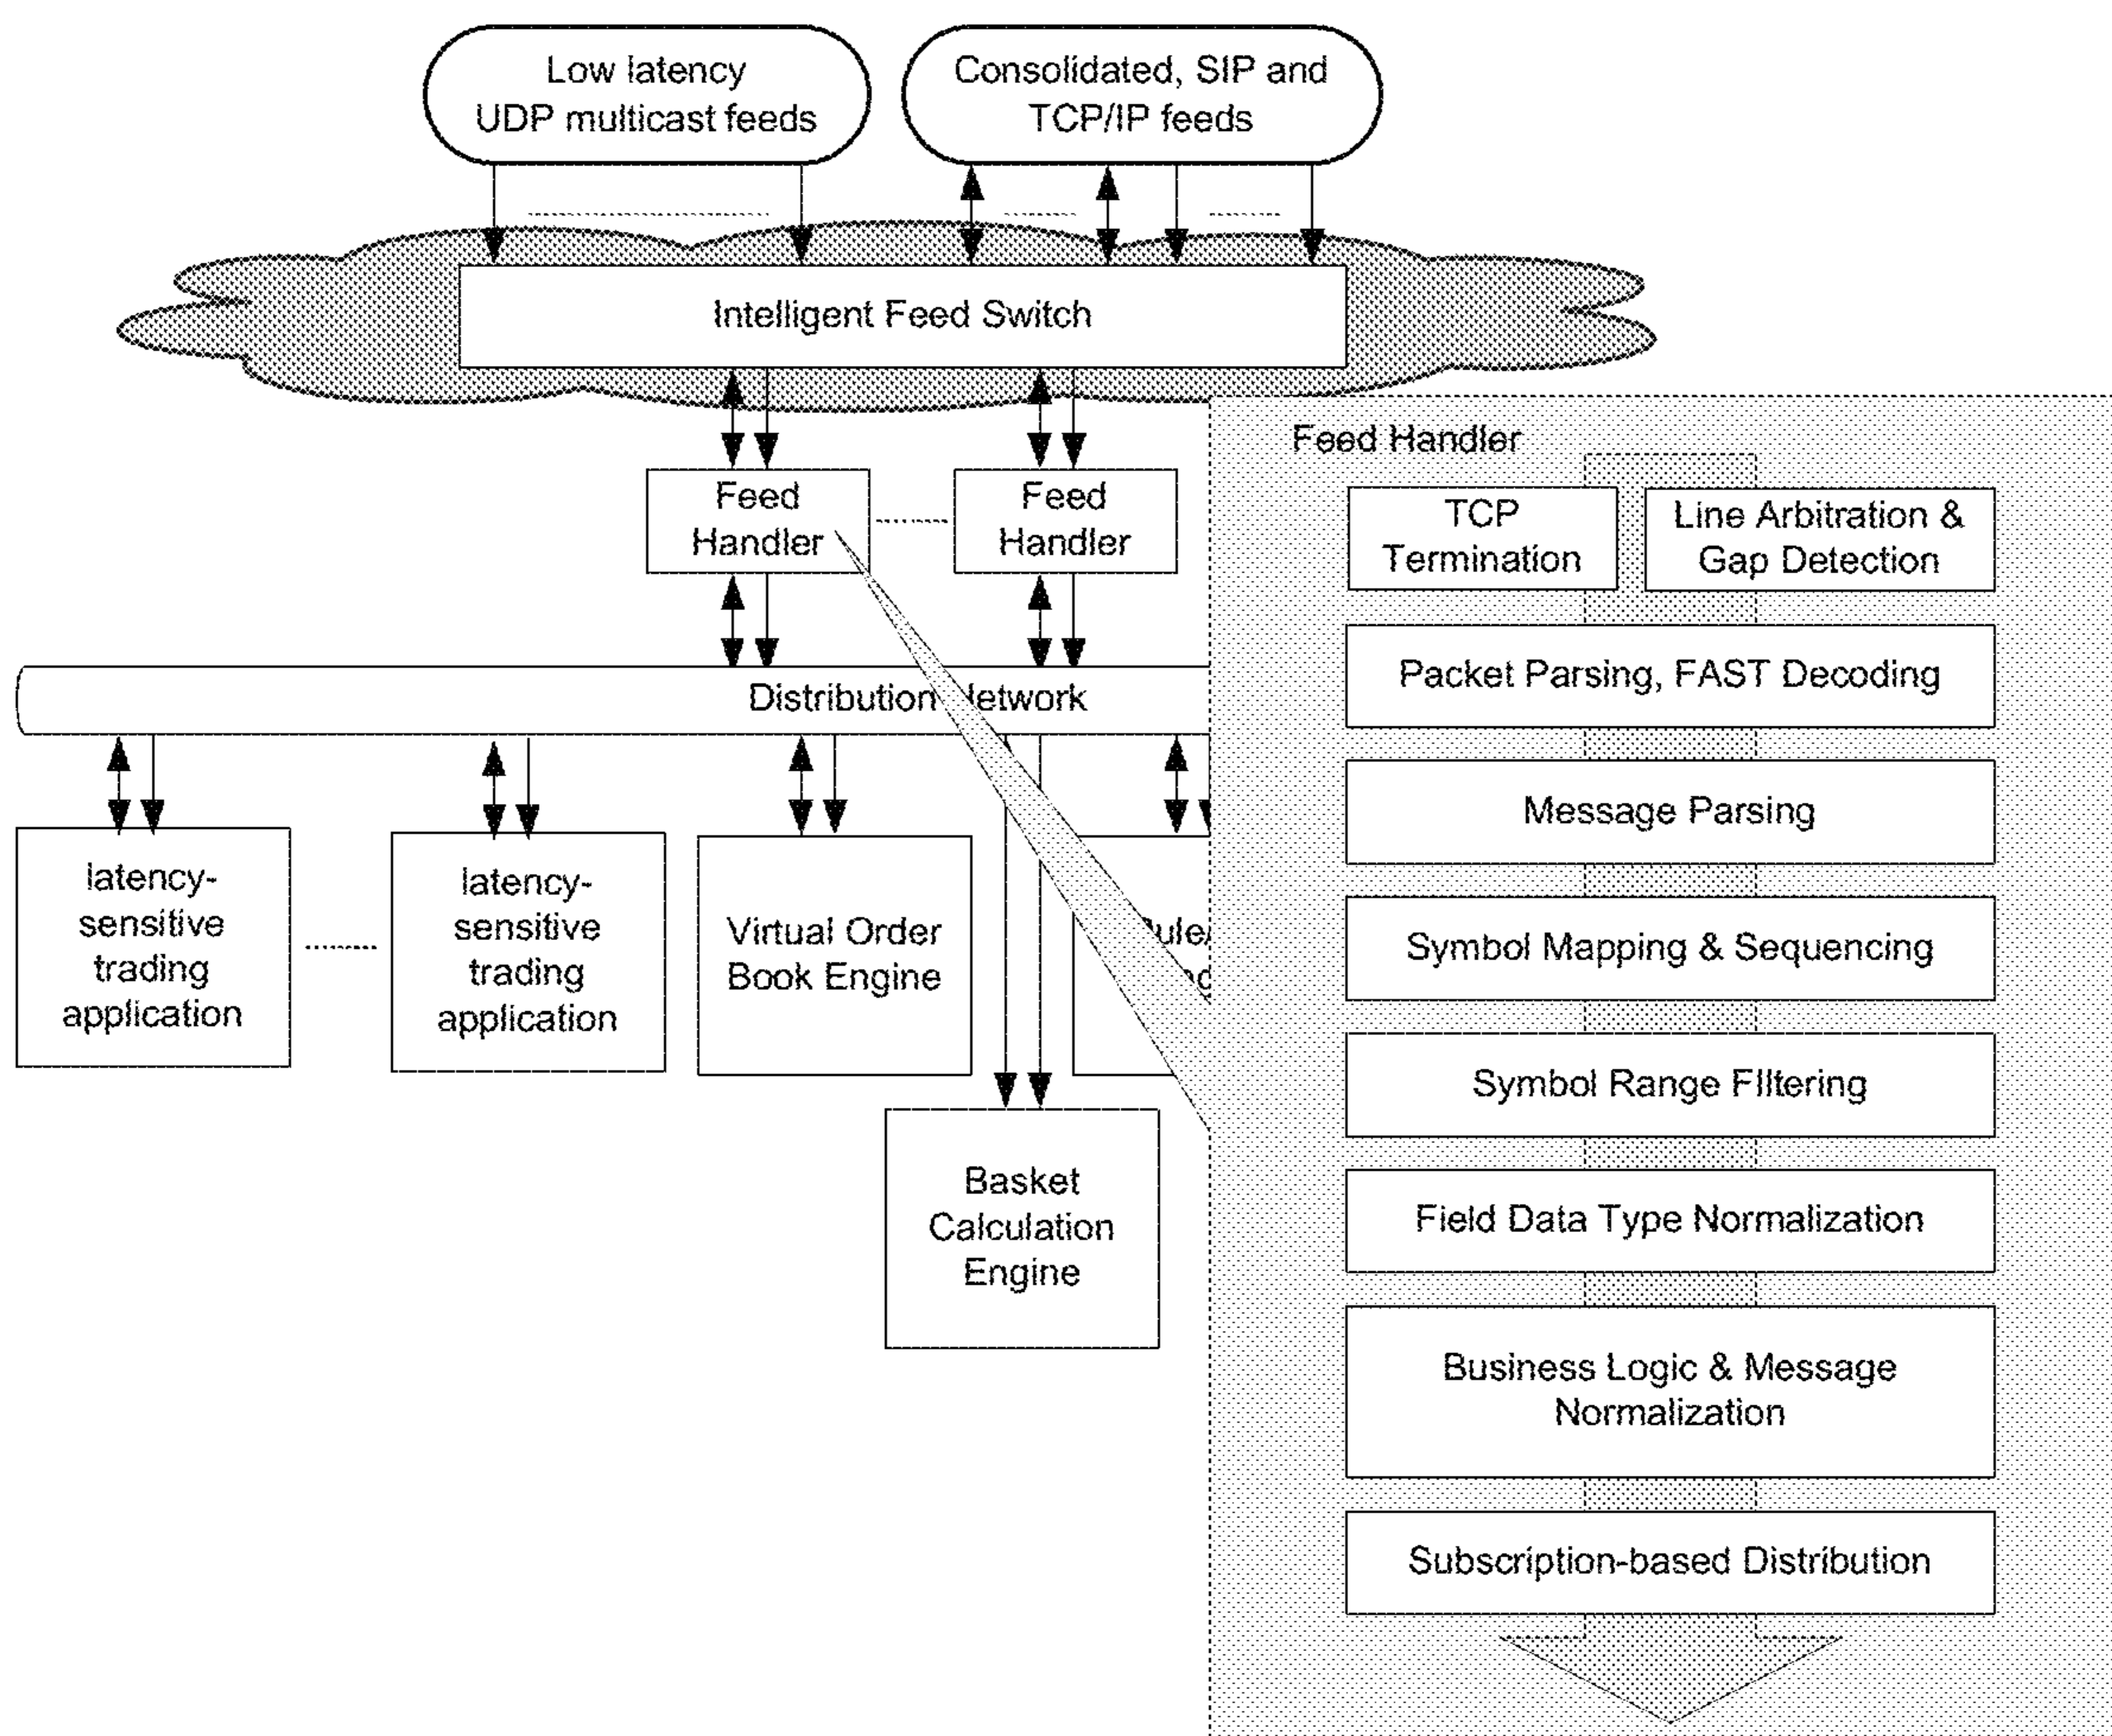 Low latency
UDP multicast feeds
Consolidated, SIP and
TCP/IP feeds
Intelligent Feed Switch
Feed
Handler
Feed
Handler
Distribution
latency-
sensitive
trading
application
latency-
sensitive
trading
application
Virtual Order
Book Engine
Basket
Calculation
Engine
Feed Handler
TCP
Termination
Line Arbitration &
Gap Detection
Packet Parsing, FAST Decoding
Message Parsing
Symbol Mapping & Sequencing
Symbol Range FIltering
Field Data Type Normalization
Business Logic & Message
Normalization
Subscription-based Distribution